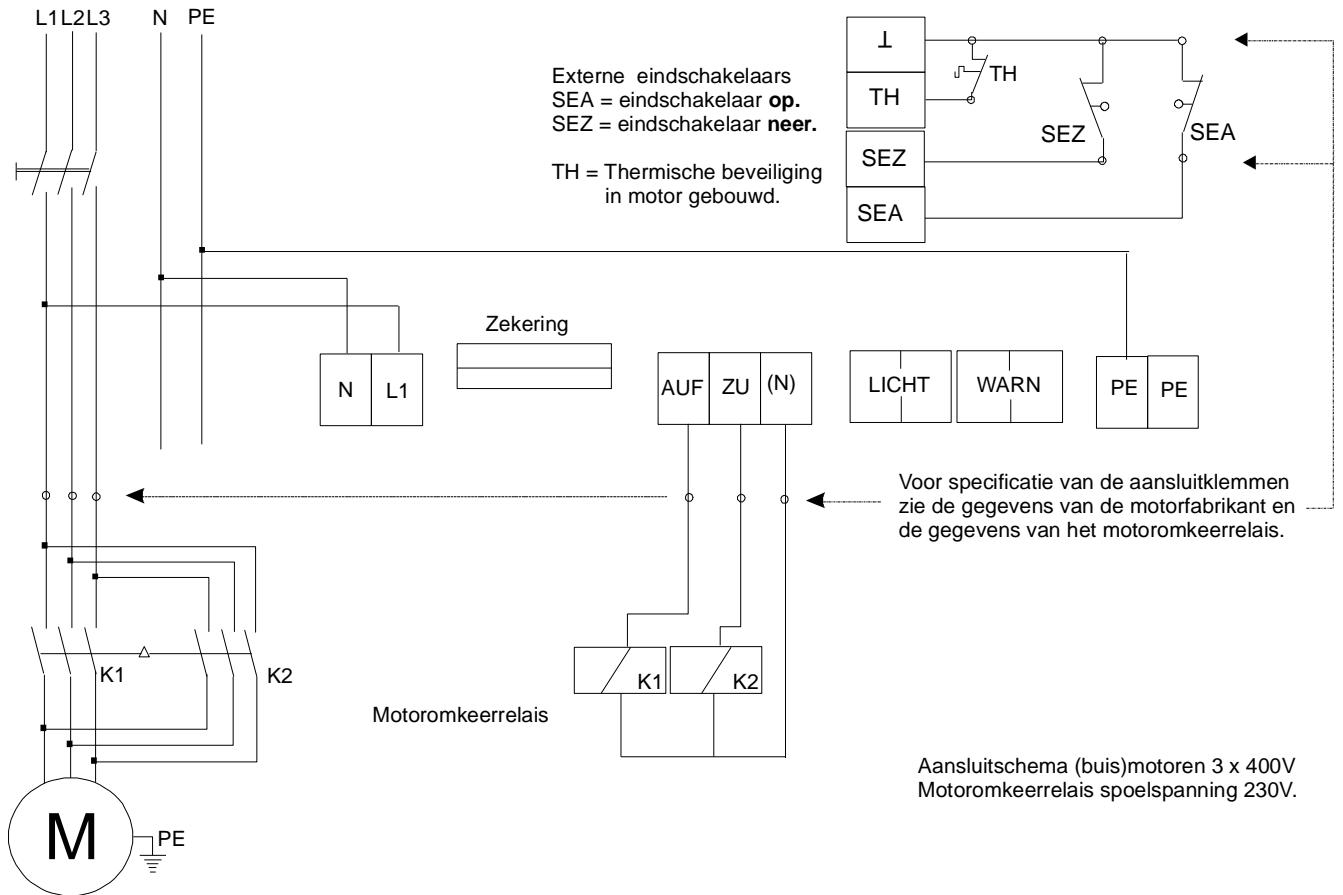 L1 L2 L3 N PE
Externe eindschakelaars
SEA = eindschakelaar op.
SEZ = eindschakelaar neer.
TH = Thermische beveiliging
in motor gebouwd.
⊥
TH
SEZ
SEA
TH
SEZ
SEA
Zekering
N L1
AUF ZU (N)
LICHT
WARN
PE PE
Voor specificatie van de aansluitklemmen
zie de gegevens van de motorfabrikant en
de gegevens van het motoromkeerrelais.
K1
K2
K1
K2
Motoromkeerrelais
Aansluitschema (buis)motoren 3 x 400V
Motoromkeerrelais spoelspanning 230V.
M
PE